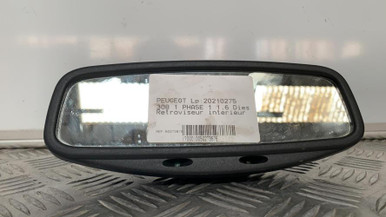 PEUGEOT Le 20210275
308 1 PHASE 1 1.6 Dies
Retroviseur interieur